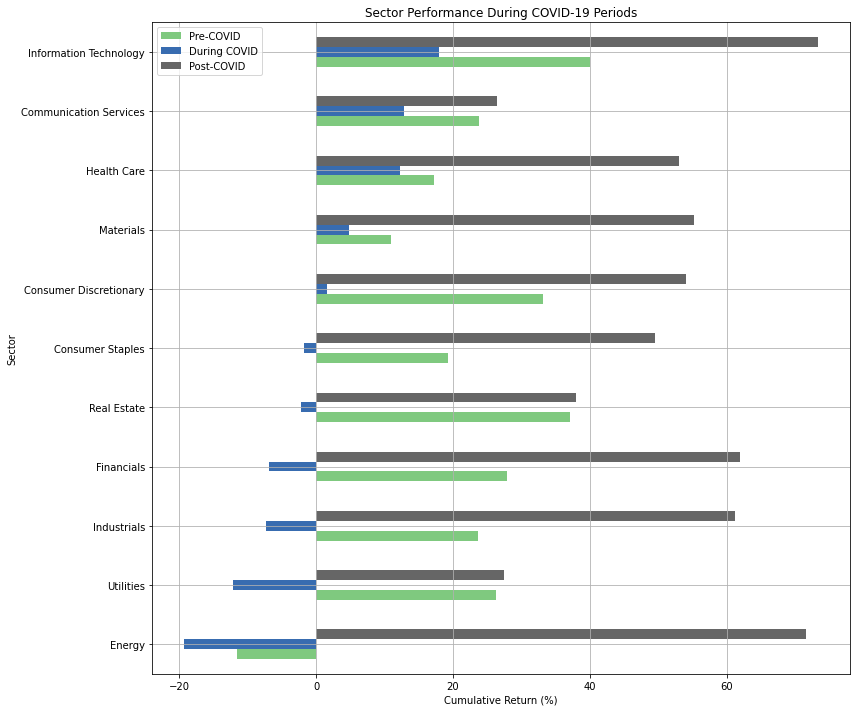 Sector Performance During COVID-19 Periods
Pre-COVID
During COVID
Post-COVID
Information Technology
Communication Services
Health Care
Materials
Consumer Discretionary
Consumer Staples
Real Estate
Financials
Industrials
Utilities
Energy
Sector
−20
0
20
40
60
Cumulative Return (%)